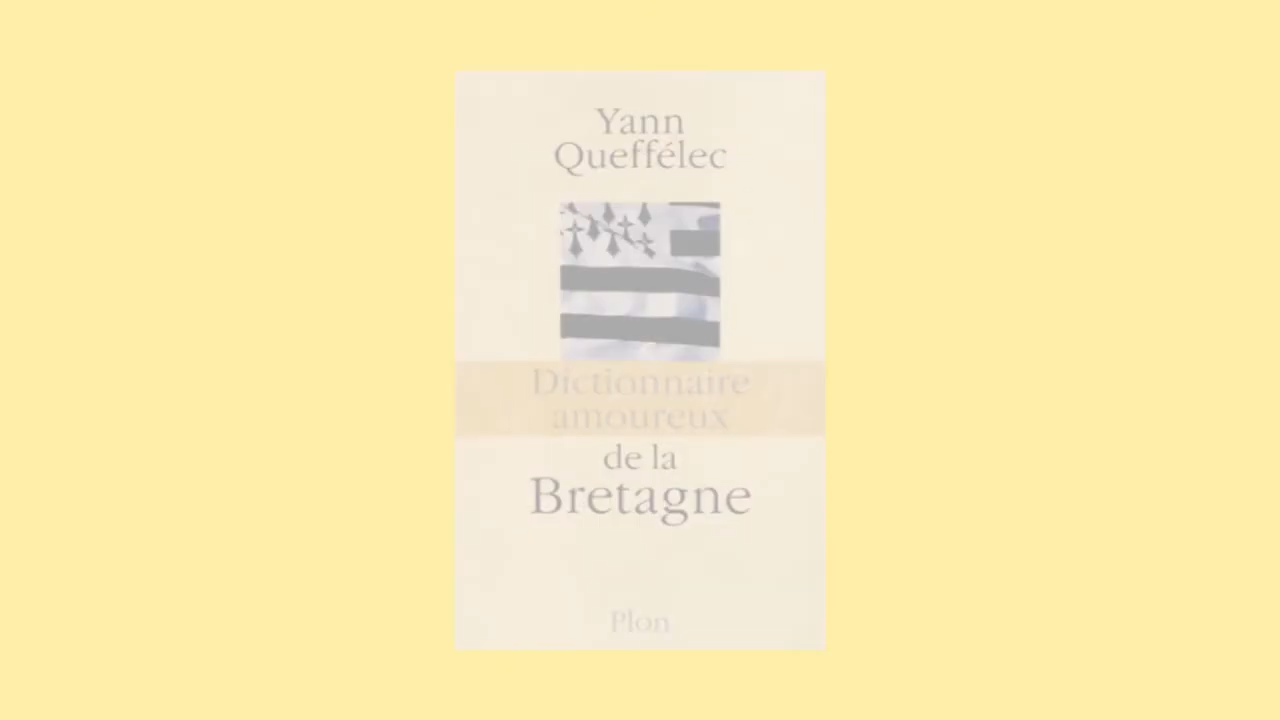 Yann
Queffélec
Dictionnaire
amoureux
de la
Bretagne
Plon